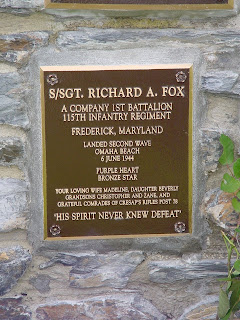 S/SGT. RICHARD A. FOX
A COMPANY 1ST BATTALION
115TH INFANTRY REGIMENT
FREDERICK, MARYLAND
LANDED SECOND WAVE
OMAHA BEACH
6 JUNE 1944
PURPLE HEART
BRONZE STAR
YOUR LOVING WIFE MADELINE, DAUGHTER BEVERLY
GRANDSONS CHRISTOPHER AND ZANE, AND
GRATEFUL COMRADES OF CRESAP'S RIFLES POST 78
'HIS SPIRIT NEVER KNEW DEFEAT'